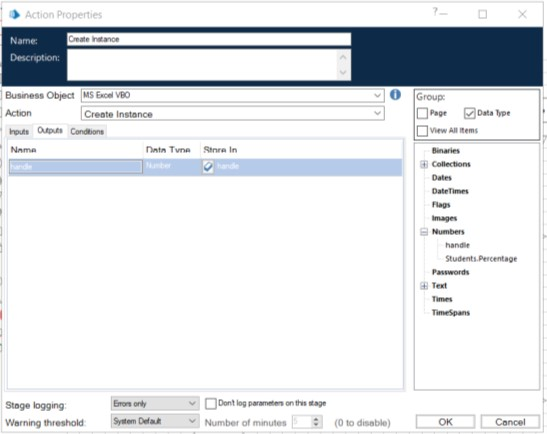 Action Properties
Name: Create Instance
Description:
Business Object MS Excel VBO
Action Create Instance
Inputs Outputs Conditions
Name Data Type Store In
handle Number handle
Group:
Page Data Type
View All Items
Binaries
Collections
Dates
DateTimes
Flags
Images
Numbers
handle
Students.Percentage
Passwords
Text
Times
TimeSpans
Stage logging: Errors only Don't log parameters on this stage
Warning threshold: System Default Number of minutes 5 (0 to disable)
OK Cancel